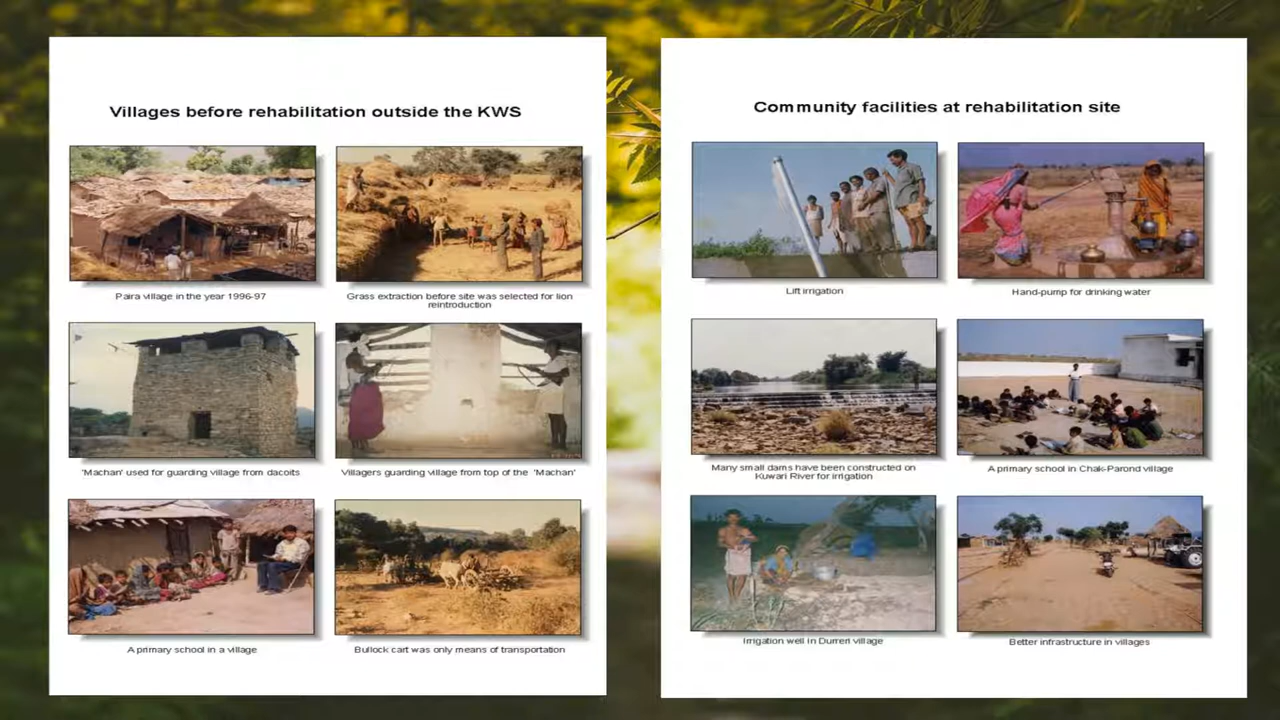 Villages before rehabilitation outside the KWS
Paira village in the year 1996-97
Grass extraction before site was selected for lion
reintroduction
'Machan' used for guarding village from dacoits
Villagers guarding village from top of the 'Machan'
A primary school in a village
Bullock cart was only means of transportation
Community facilities at rehabilitation site
Lift irrigation
Hand-pump for drinking water
Many small dams have been constructed on
Kuwari River for irrigation
A primary school in Chak-Parond village
Irrigation well in Durreri village
Better infrastructure in villages